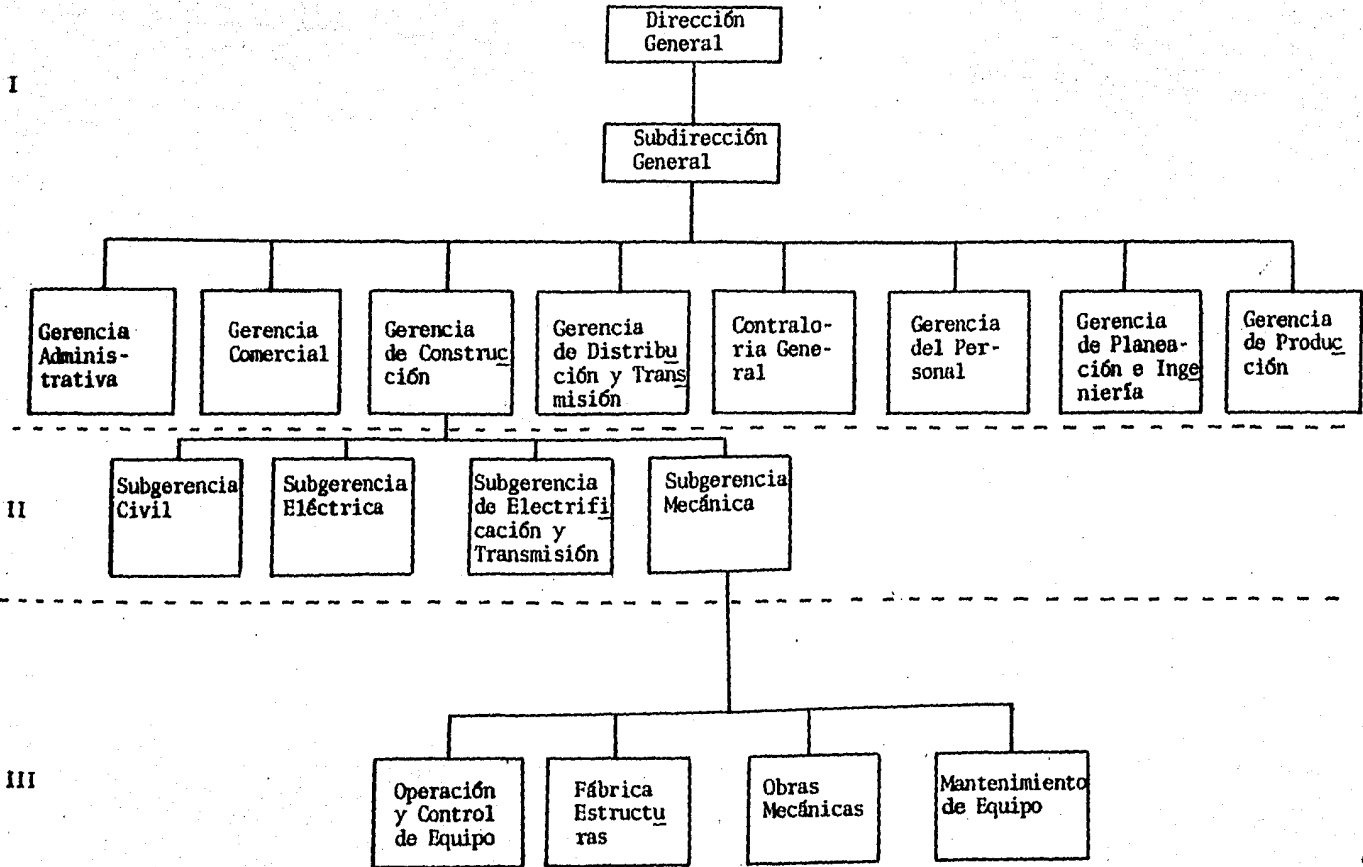 Dirección
General
I
Subdirección
General
Gerencia
Adminis-
trativa
Gerencia
Comercial
Gerencia
de Construc
ción
Gerencia
de Distribu
ción y Trans
misión
Contralo-
ria Gene-
ral
Gerencia
del Per-
sonal
Gerencia
de Planea-
ción e Inge
niería
Gerencia
de Produc
ción
II
Subgerencia
Civil
Subgerencia
Eléctrica
Subgerencia
de Electrifi
cación y
Transmisión
Subgerencia
Mecánica
III
Operación
y Control
de Equipo
Fábrica
Estructu
ras
Obras
Mecánicas
Mantenimiento
de Equipo